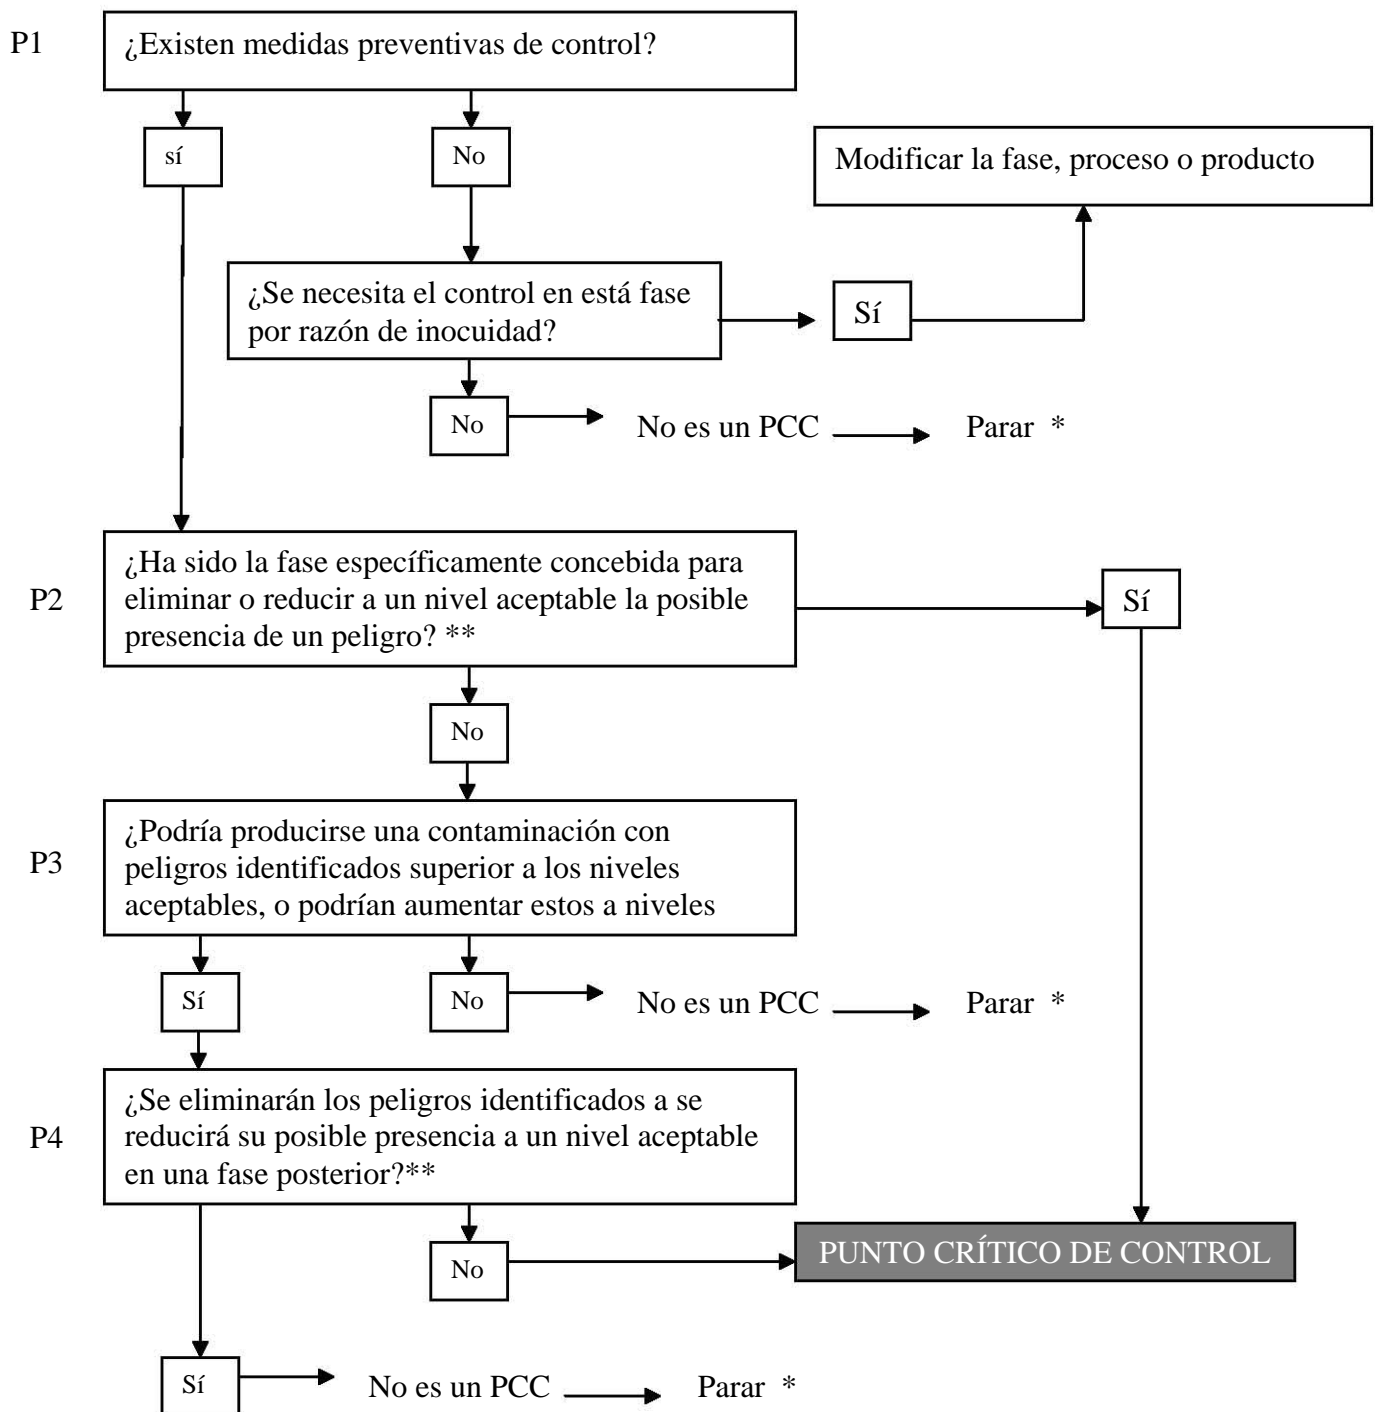 P1
¿Existen medidas preventivas de control?
sí
No
Modificar la fase, proceso o producto
¿Se necesita el control en está fase
por razón de inocuidad?
Sí
No
No es un PCC
Parar *
P2
¿Ha sido la fase específicamente concebida para
eliminar o reducir a un nivel aceptable la posible
presencia de un peligro? **
Sí
No
P3
¿Podría producirse una contaminación con
peligros identificados superior a los niveles
aceptables, o podrían aumentar estos a niveles
Sí
No
No es un PCC
Parar *
P4
¿Se eliminarán los peligros identificados a se
reducirá su posible presencia a un nivel aceptable
en una fase posterior?**
No
PUNTO CRÍTICO DE CONTROL
Sí
No es un PCC
Parar *